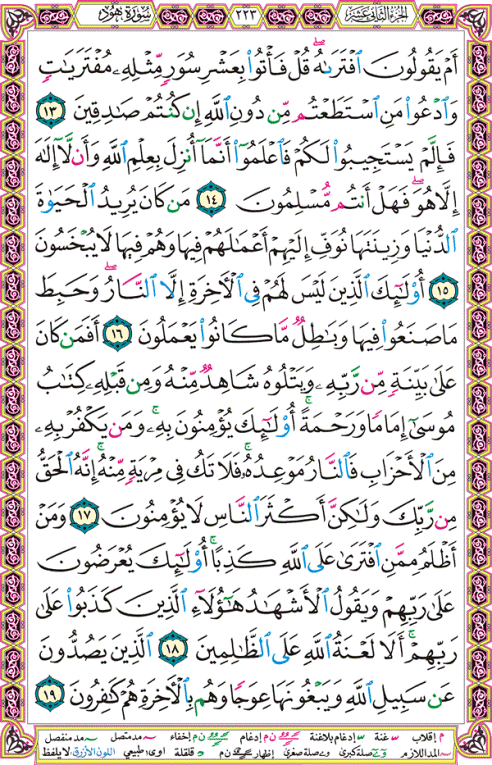 الجزء الثاني عشر ٢٢٣ سورة هود
أَمْ يَقُولُونَ ٱفْتَرَىٰهُ ۖ قُلْ فَأْتُوا۟ بِعَشْرِ سُوَرٍ مِّثْلِهِۦ مُفْتَرَيَـٰتٍ
وَٱدْعُوا۟ مَنِ ٱسْتَطَعْتُم مِّن دُونِ ٱللَّهِ إِن كُنتُمْ صَـٰدِقِينَ ١٣
فَإِلَّمْ يَسْتَجِيبُوا۟ لَكُمْ فَٱعْلَمُوٓا۟ أَنَّمَآ أُنزِلَ بِعِلْمِ ٱللَّهِ وَأَن لَّآ إِلَـٰهَ
إِلَّا هُوَ ۖ فَهَلْ أَنتُم مُّسْلِمُونَ ١٤ مَن كَانَ يُرِيدُ ٱلْحَيَوٰةَ
ٱلدُّنْيَا وَزِينَتَهَا نُوَفِّ إِلَيْهِمْ أَعْمَـٰلَهُمْ فِيهَا وَهُمْ فِيهَا لَا يُبْخَسُونَ
١٥ أُو۟لَـٰٓئِكَ ٱلَّذِينَ لَيْسَ لَهُمْ فِى ٱلْـَٔاخِرَةِ إِلَّا ٱلنَّارُ ۖ وَحَبِطَ
مَا صَنَعُوا۟ فِيهَا وَبَـٰطِلٌ مَّا كَانُوا۟ يَعْمَلُونَ ١٦ أَفَمَن كَانَ
عَلَىٰ بَيِّنَةٍ مِّن رَّبِّهِۦ وَيَتْلُوهُ شَاهِدٌ مِّنْهُ وَمِن قَبْلِهِۦ كِتَـٰبُ
مُوسَىٰٓ إِمَامًا وَرَحْمَةً ۚ أُو۟لَـٰٓئِكَ يُؤْمِنُونَ بِهِۦ ۚ وَمَن يَكْفُرْ بِهِۦ
مِنَ ٱلْأَحْزَابِ فَٱلنَّارُ مَوْعِدُهُۥ ۚ فَلَا تَكُ فِى مِرْيَةٍ مِّنْهُ ۚ إِنَّهُ ٱلْحَقُّ
مِن رَّبِّكَ وَلَـٰكِنَّ أَكْثَرَ ٱلنَّاسِ لَا يُؤْمِنُونَ ١٧ وَمَنْ
أَظْلَمُ مِمَّنِ ٱفْتَرَىٰ عَلَى ٱللَّهِ كَذِبًا ۚ أُو۟لَـٰٓئِكَ يُعْرَضُونَ
عَلَىٰ رَبِّهِمْ وَيَقُولُ ٱلْأَشْهَـٰدُ هَـٰٓؤُلَآءِ ٱلَّذِينَ كَذَبُوا۟ عَلَىٰ
رَبِّهِمْ ۚ أَلَا لَعْنَةُ ٱللَّهِ عَلَى ٱلظَّـٰلِمِينَ ١٨ ٱلَّذِينَ يَصُدُّونَ
عَن سَبِيلِ ٱللَّهِ وَيَبْغُونَهَا عِوَجًا وَهُم بِٱلْـَٔاخِرَةِ هُمْ كَـٰفِرُونَ ١٩
م إقلاب غنة إدغام بلاغنة ن م إدغام ن م إخفاء مد متصل مد منفصل
المد اللازم وصلة كبرى وصلة صغرى إظهار ن م قلقلة اوى: طبيعي اللون الأزرق: لا يلفظ